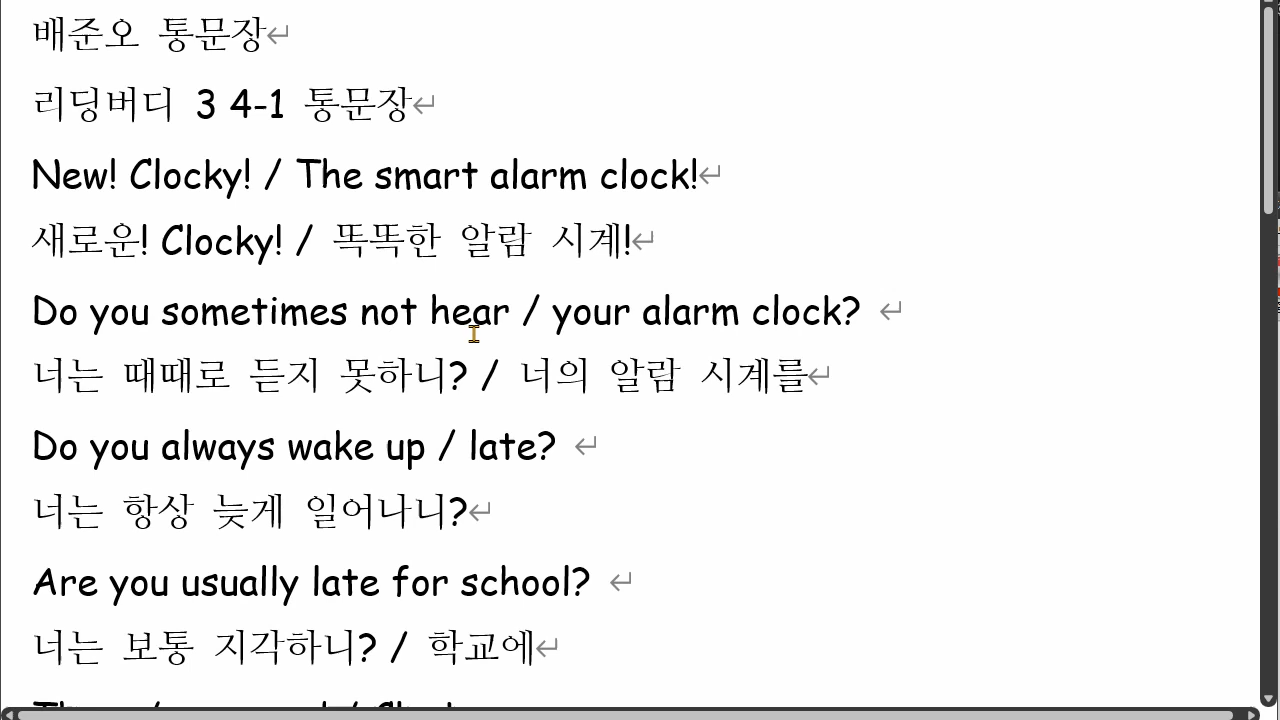 배준오 통문장
리딩버디 3 4-1 통문장
New! Clocky! / The smart alarm clock!
새로운! Clocky! / 똑똑한 알람 시계!
Do you sometimes not hear / your alarm clock?
너는 때때로 듣지 못하니? / 너의 알람 시계를
Do you always wake up / late?
너는 항상 늦게 일어나니?
Are you usually late for school?
너는 보통 지각하니? / 학교에